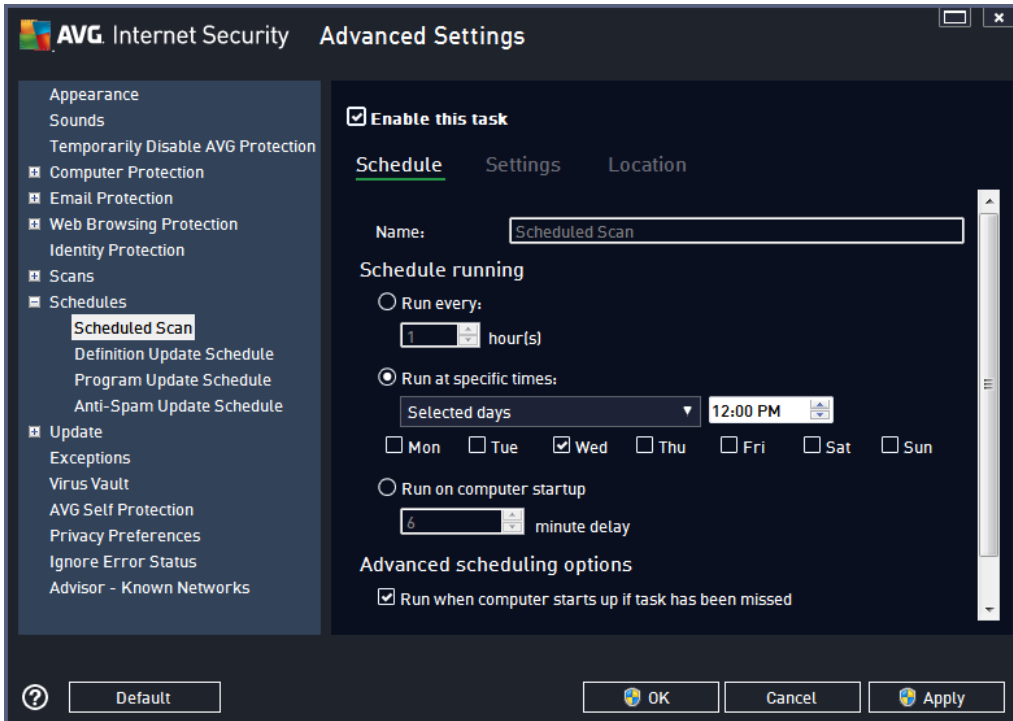 AVG. Internet Security Advanced Settings
Appearance
Sounds
Temporarily Disable AVG Protection
Computer Protection
Email Protection
Web Browsing Protection
Identity Protection
Scans
Schedules
Scheduled Scan
Definition Update Schedule
Program Update Schedule
Anti-Spam Update Schedule
Update
Exceptions
Virus Vault
AVG Self Protection
Privacy Preferences
Ignore Error Status
Advisor - Known Networks
Enable this task
Schedule Settings Location
Name: Scheduled Scan
Schedule running
Run every:
1 hour(s)
Run at specific times:
Selected days 12:00 PM
Mon Tue Wed Thu Fri Sat Sun
Run on computer startup
6 minute delay
Advanced scheduling options
Run when computer starts up if task has been missed
? Default OK Cancel Apply